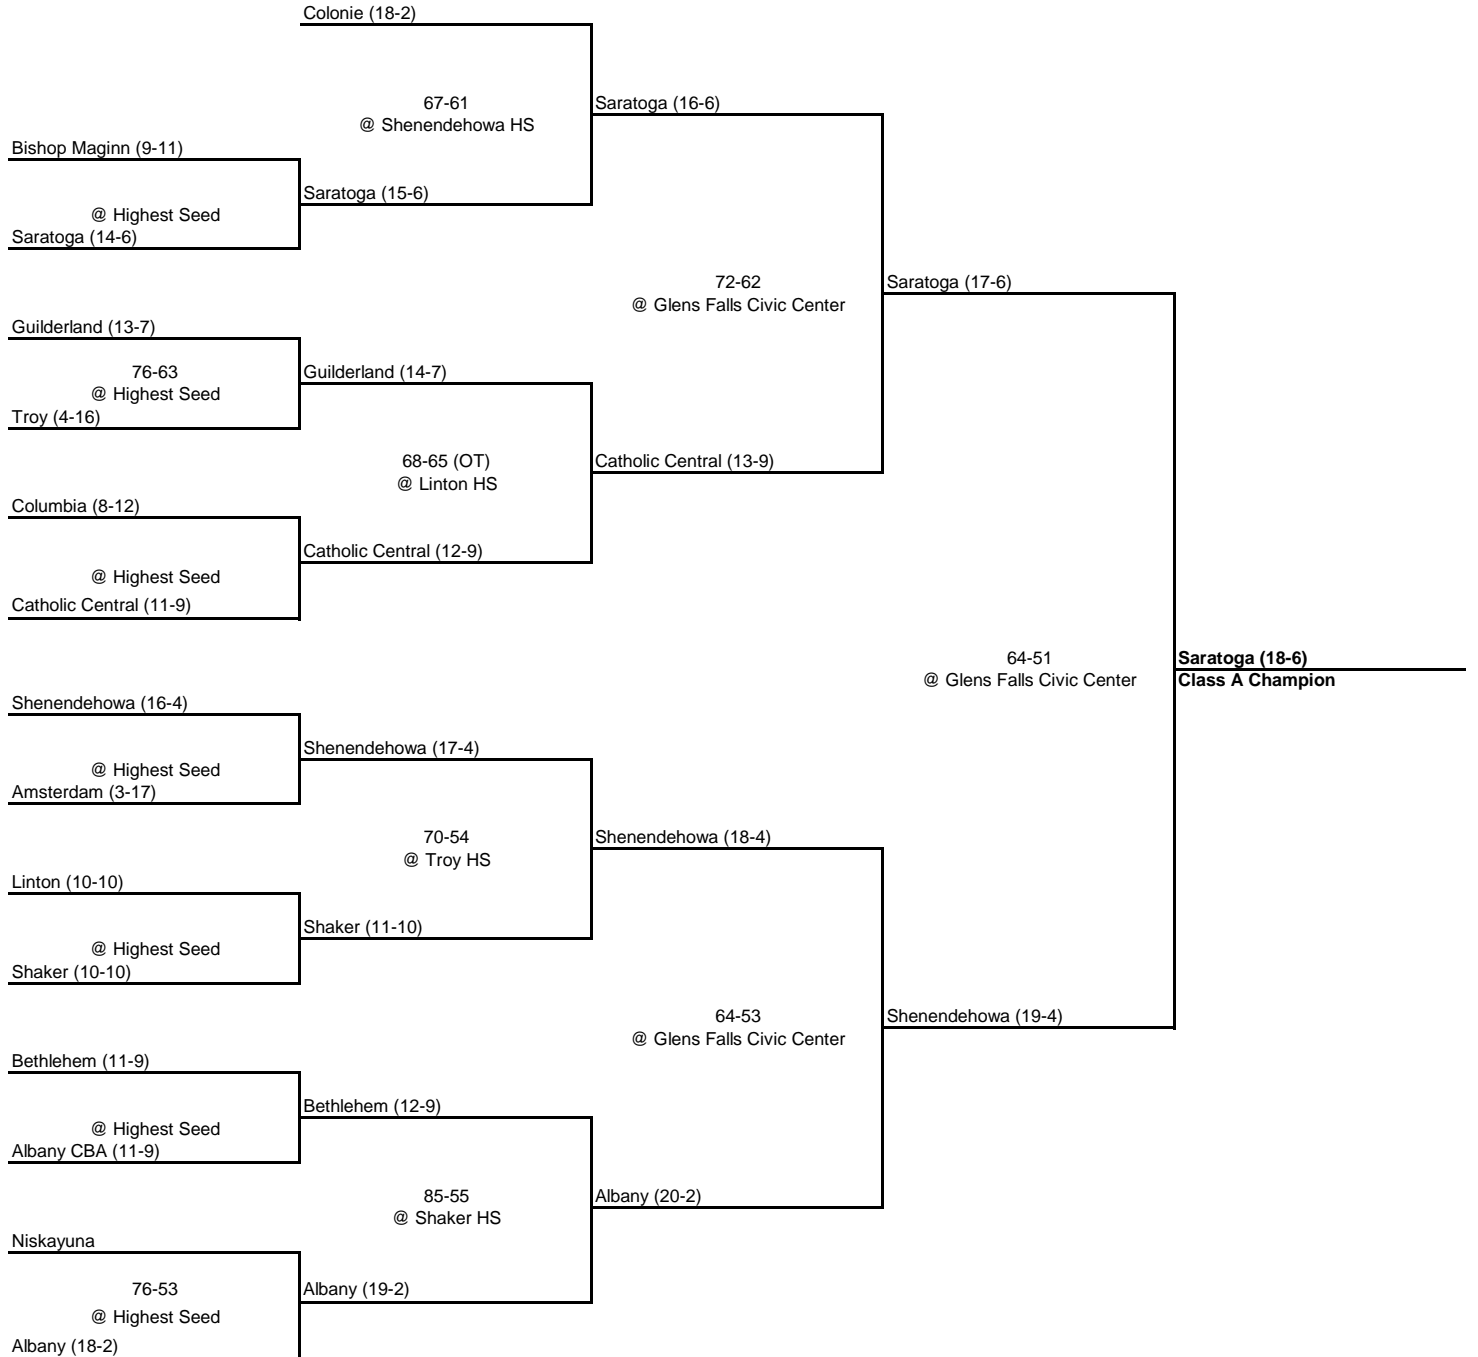 Colonie (18-2)
67-61
@ Shenendehowa HS
Saratoga (16-6)
Bishop Maginn (9-11)
Saratoga (15-6)
@ Highest Seed
Saratoga (14-6)
72-62
@ Glens Falls Civic Center
Saratoga (17-6)
Guilderland (13-7)
76-63
@ Highest Seed
Guilderland (14-7)
Troy (4-16)
68-65 (OT)
@ Linton HS
Catholic Central (13-9)
Columbia (8-12)
Catholic Central (12-9)
@ Highest Seed
Catholic Central (11-9)
64-51
@ Glens Falls Civic Center
Saratoga (18-6)
Class A Champion
Shenendehowa (16-4)
Shenendehowa (17-4)
@ Highest Seed
Amsterdam (3-17)
70-54
@ Troy HS
Shenendehowa (18-4)
Linton (10-10)
Shaker (11-10)
@ Highest Seed
Shaker (10-10)
64-53
@ Glens Falls Civic Center
Shenendehowa (19-4)
Bethlehem (11-9)
Bethlehem (12-9)
@ Highest Seed
Albany CBA (11-9)
85-55
@ Shaker HS
Albany (20-2)
Niskayuna
76-53
@ Highest Seed
Albany (19-2)
Albany (18-2)